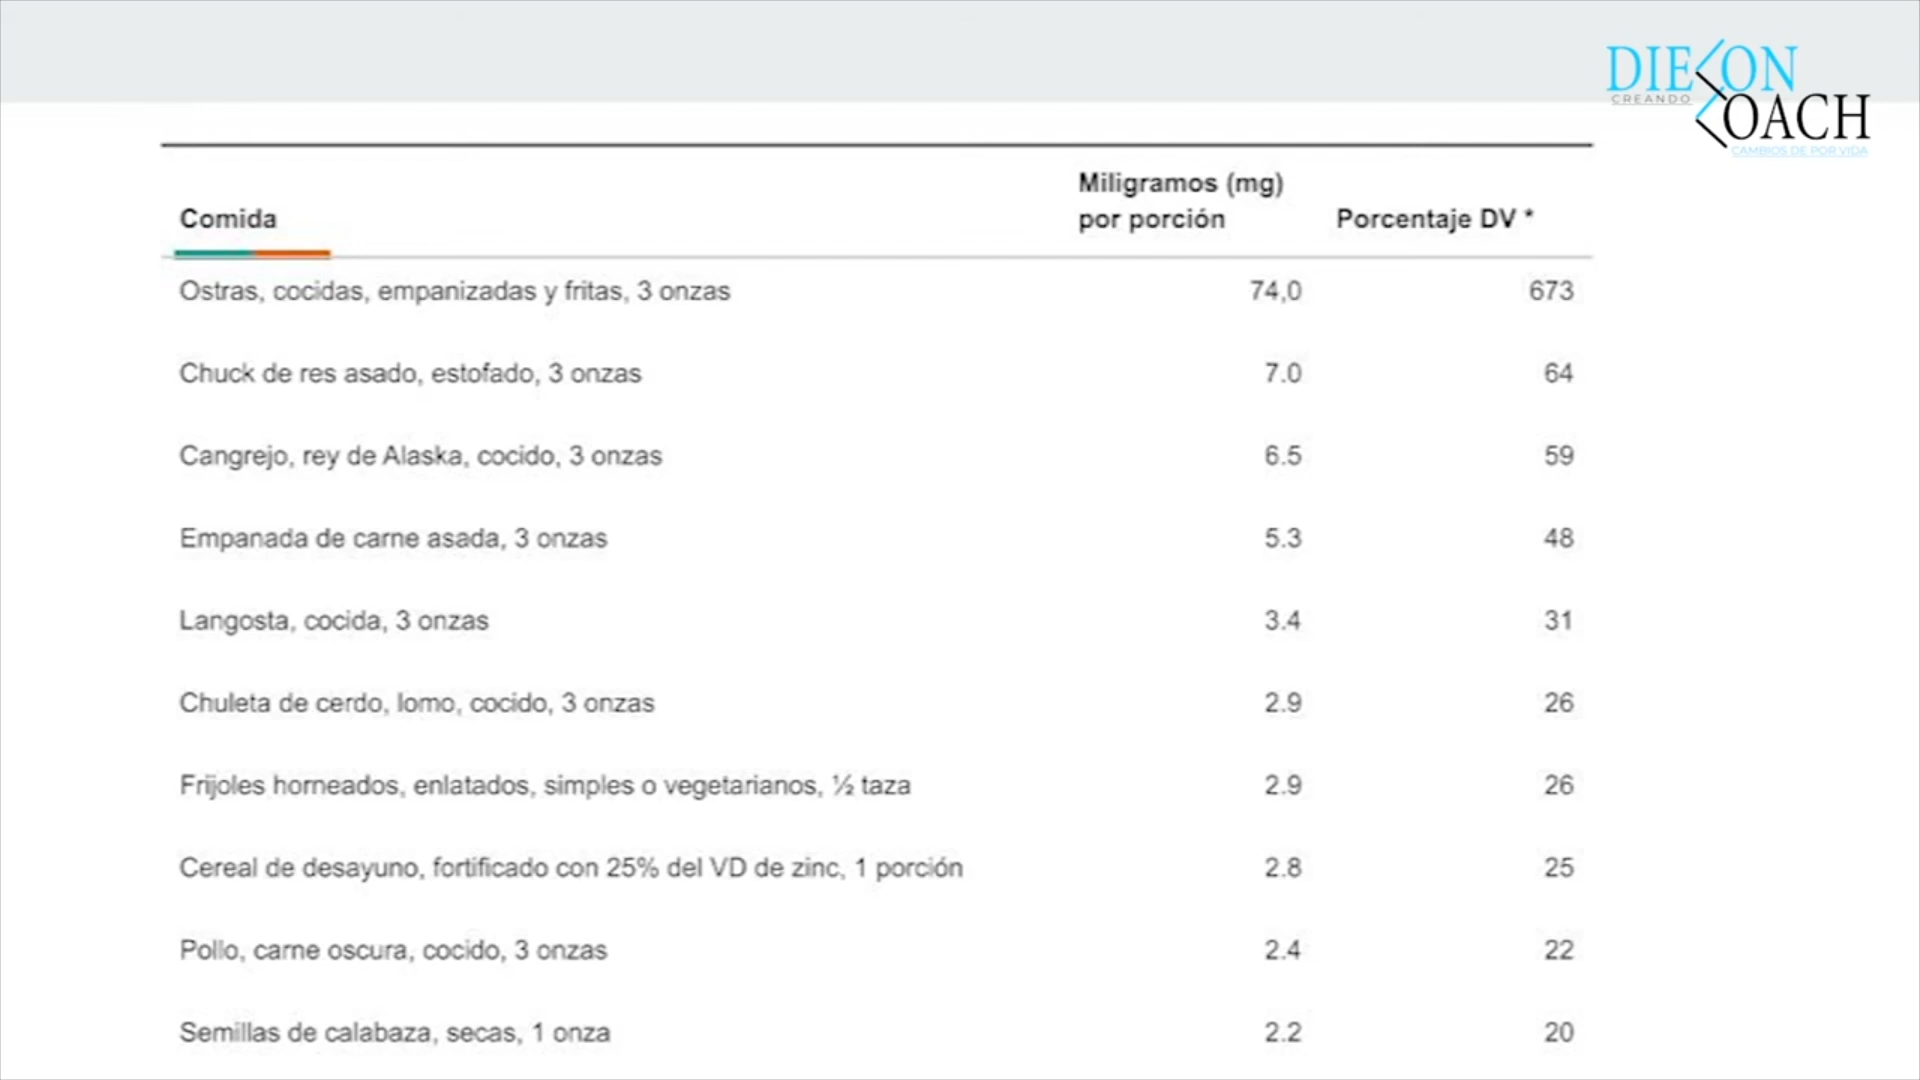 DIE ON
CREANDO
COACH
CAMBIOS DE POR VIDA
Miligramos (mg)
Comida por porción Porcentaje DV *
Ostras, cocidas, empanizadas y fritas, 3 onzas 74,0 673
Chuck de res asado, estofado, 3 onzas 7.0 64
Cangrejo, rey de Alaska, cocido, 3 onzas 6.5 59
Empanada de carne asada, 3 onzas 5.3 48
Langosta, cocida, 3 onzas 3.4 31
Chuleta de cerdo, lomo, cocido, 3 onzas 2.9 26
Frijoles horneados, enlatados, simples o vegetarianos, ½ taza 2.9 26
Cereal de desayuno, fortificado con 25% del VD de zinc, 1 porción 2.8 25
Pollo, carne oscura, cocido, 3 onzas 2.4 22
Semillas de calabaza, secas, 1 onza 2.2 20